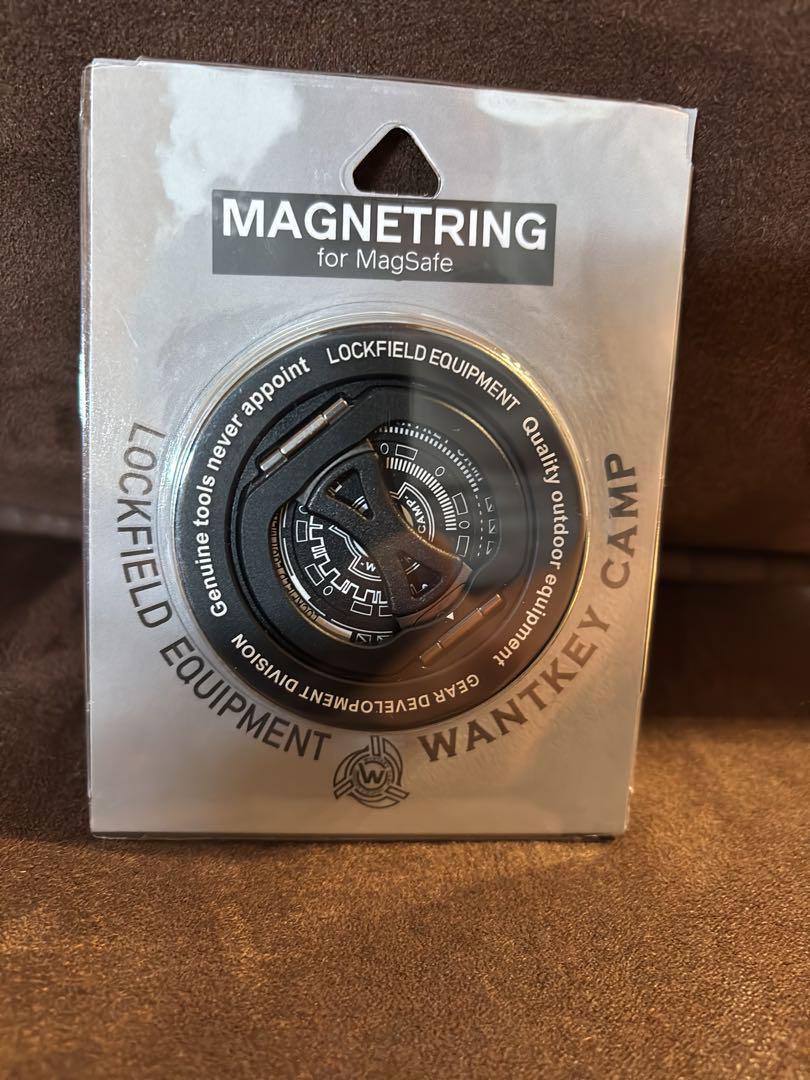 MAGNETRING
for MagSafe
LOCKFIELD EQUIPMENT
Quality outdoor equipment
GEAR DEVELOPMENT DIVISION
Genuine tools never appoint
CAMP
W
LOCKFIELD EQUIPMENT
WANTKEY CAMP
W